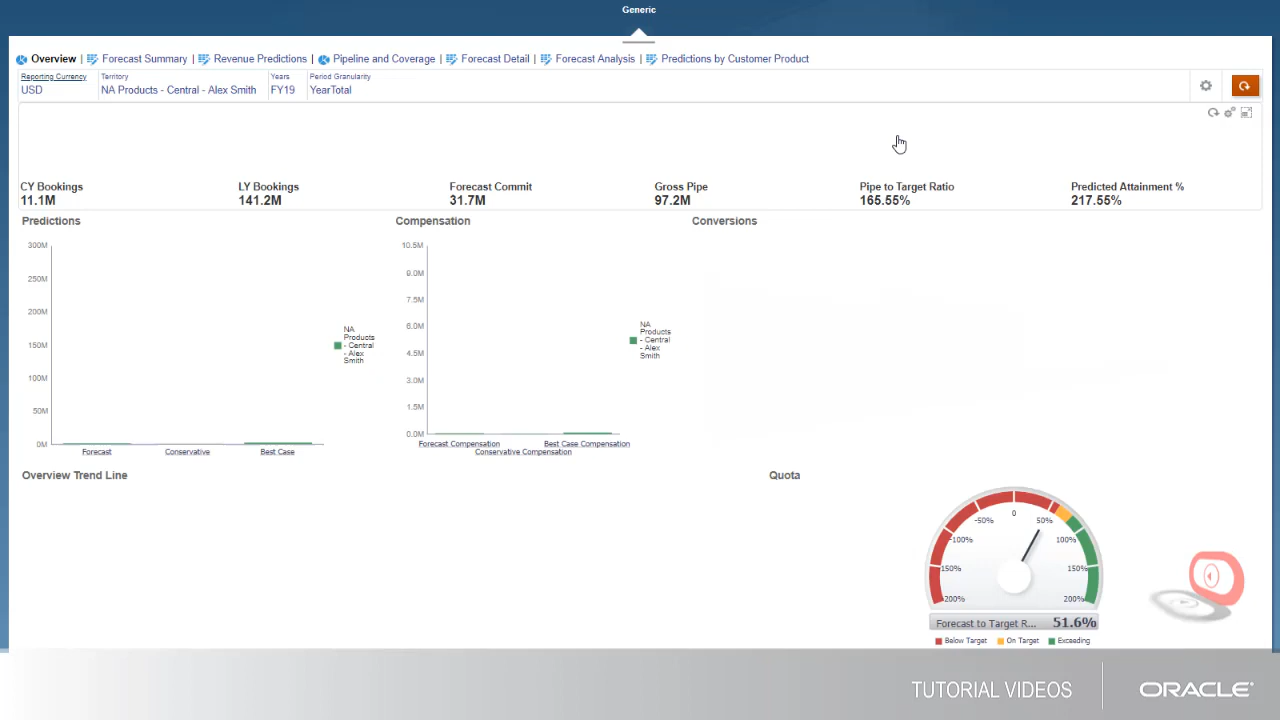 Generic
Overview | Forecast Summary | Revenue Predictions | Pipeline and Coverage | Forecast Detail | Forecast Analysis | Predictions by Customer Product
Reporting Currency Territory Years Period Granularity
USD NA Products - Central - Alex Smith FY19 YearTotal
CY Bookings LY Bookings Forecast Commit Gross Pipe Pipe to Target Ratio Predicted Attainment %
11.1M 141.2M 31.7M 97.2M 165.55% 217.55%
Predictions
300M
250M
200M
150M
100M
50M
0M
Forecast Conservative Best Case
NA
Products
- Central
- Alex
Smith
Compensation
10.5M
9.0M
7.5M
6.0M
4.5M
3.0M
1.5M
0.0M
Forecast Compensation Best Case Compensation
Conservative Compensation
NA
Products
- Central
- Alex
Smith
Conversions
Overview Trend Line
Quota
0
-50% 50%
-100% 100%
150% 150%
200% 200%
Forecast to Target R... 51.6%
Below Target On Target Exceeding
TUTORIAL VIDEOS
ORACLE®